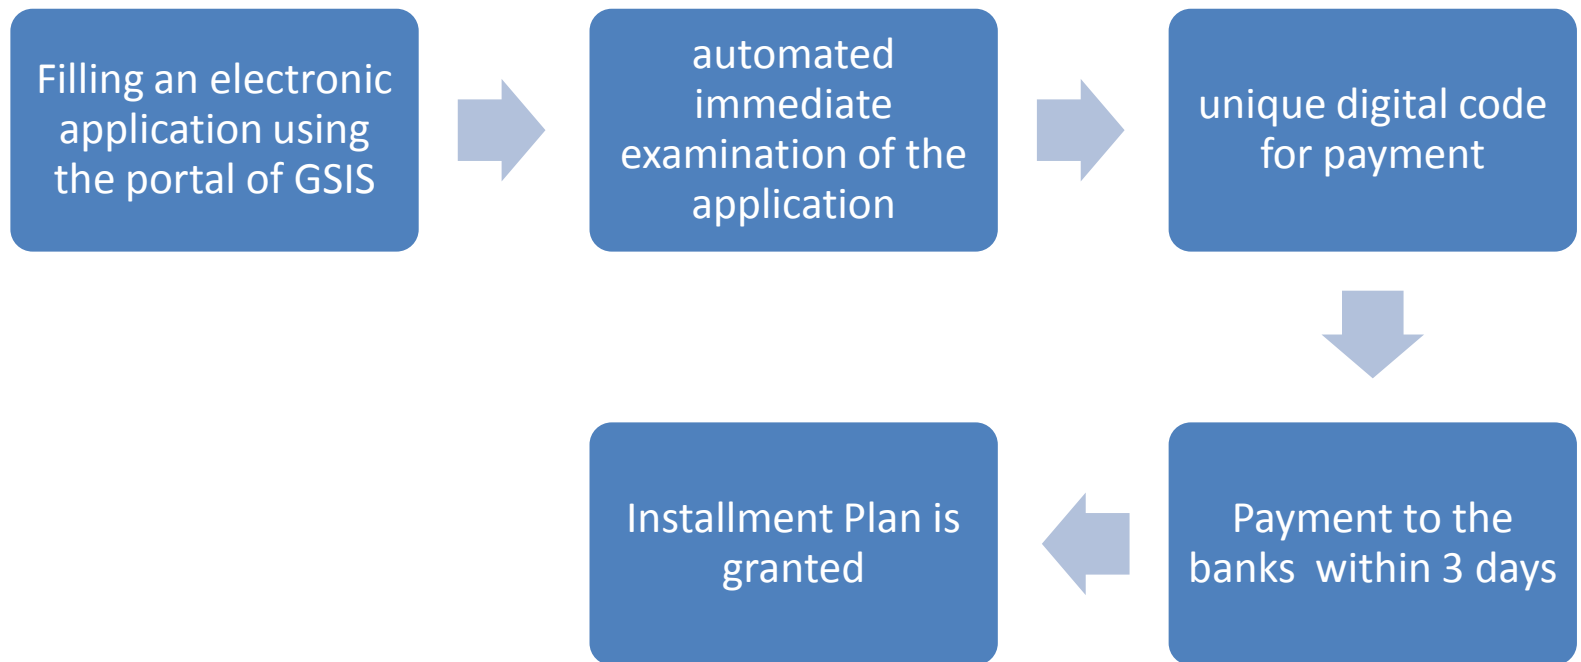 Filling an electronic
application using
the portal of GSIS
automated
immediate
examination of the
application
unique digital code
for payment
Payment to the
banks within 3 days
Installment Plan is
granted